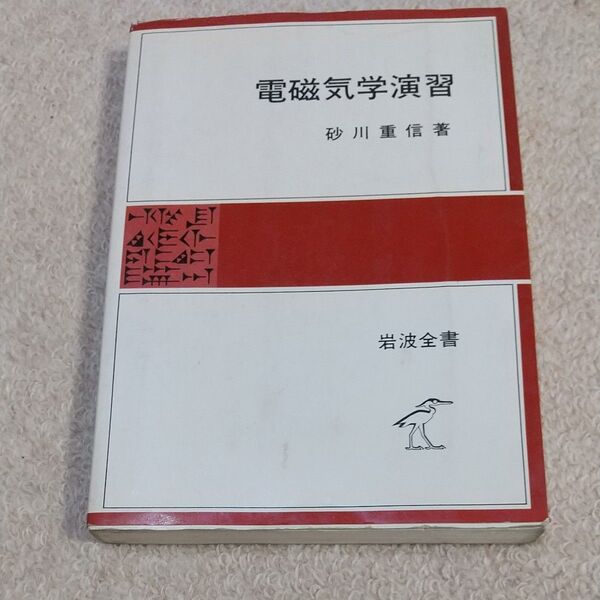 電磁気学演習
砂川重信著
岩波全書